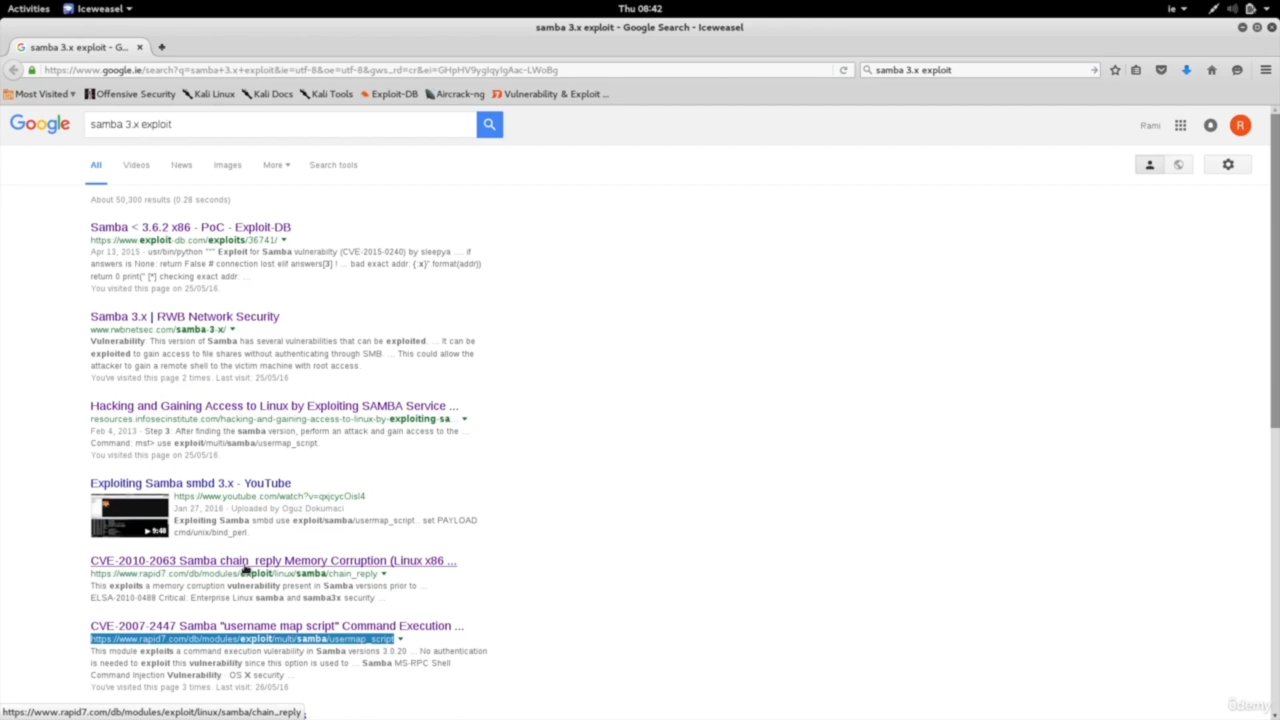 Activities Iceweasel Thu 08:42 ie
samba 3.x exploit - Google Search - Iceweasel
samba 3.x exploit - G...
https://www.google.ie/search?q=samba+3.x+exploit&ie=utf-8&oe=utf-8&gws_rd=cr&ei=GHpHV9ygIqyIgAac-LWoBg samba 3.x exploit
Most Visited Offensive Security Kali Linux Kali Docs Kali Tools Exploit-DB Aircrack-ng Vulnerability & Exploit ...
Google samba 3.x exploit Rami R
All Videos News Images More Search tools
About 50,300 results (0.28 seconds)
Samba < 3.6.2 x86 - PoC - Exploit-DB
https://www.exploit-db.com/exploits/36741/
Apr 13, 2015 - usr/bin/python """ Exploit for Samba vulnerabilty (CVE-2015-0240) by sleepya .... if
answers is None: return False # connection lost elif answers[3] ! ... bad exact addr: {:x}".format(addr))
return 0 print(" [*] checking exact addr: ...
You visited this page on 25/05/16.
Samba 3.x | RWB Network Security
www.rwbnetsec.com/samba-3-x/
Vulnerability: This version of Samba has several vulnerabilities that can be exploited. ... It can be
exploited to gain access to file shares without authenticating through SMB. ... This could allow the
attacker to gain a remote shell to the victim machine with root access.
You've visited this page 2 times. Last visit: 25/05/16
Hacking and Gaining Access to Linux by Exploiting SAMBA Service ...
resources.infosecinstitute.com/hacking-and-gaining-access-to-linux-by-exploiting-sa...
Feb 4, 2013 - Step 3: After finding the samba version, perform an attack and gain access to the ...
Command: msf> use exploit/multi/samba/usermap_script.
You visited this page on 25/05/16.
Exploiting Samba smbd 3.x - YouTube
https://www.youtube.com/watch?v=qxjcycOisI4
Jan 27, 2016 - Uploaded by Oguz Dokumaci
Exploiting Samba smbd use exploit/samba/usermap_script.. set PAYLOAD
cmd/unix/bind_perl.
9:48
CVE-2010-2063 Samba chain_reply Memory Corruption (Linux x86 ...
https://www.rapid7.com/db/modules/exploit/linux/samba/chain_reply
This exploits a memory corruption vulnerability present in Samba versions prior to ...
ELSA-2010-0488 Critical: Enterprise Linux samba and samba3x security ...
CVE-2007-2447 Samba "username map script" Command Execution ...
https://www.rapid7.com/db/modules/exploit/multi/samba/usermap_script
This module exploits a command execution vulerability in Samba versions 3.0.20 ... No authentication
is needed to exploit this vulnerability since this option is used to ... Samba MS-RPC Shell
Command Injection Vulnerability · OS X security ...
You've visited this page 3 times. Last visit: 26/05/16
https://www.rapid7.com/db/modules/exploit/linux/samba/chain_reply
Udemy